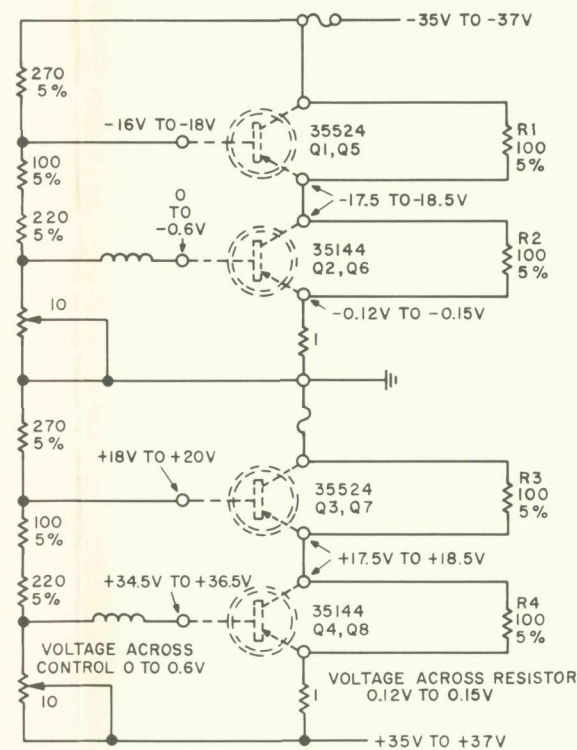 -35V TO -37V
270
5%
-16V TO -18V
35524
Q1, Q5
R1
100
5%
100
5%
0
TO
-0.6V
-17.5 TO -18.5V
220
5%
35144
Q2, Q6
R2
100
5%
10
-0.12V TO -0.15V
1
270
5%
+18V TO +20V
35524
Q3, Q7
R3
100
5%
100
5%
+17.5V TO +18.5V
220
5%
+34.5V TO +36.5V
35144
Q4, Q8
R4
100
5%
VOLTAGE ACROSS
CONTROL 0 TO 0.6V
10
1
VOLTAGE ACROSS RESISTOR
0.12V TO 0.15V
+35V TO +37V